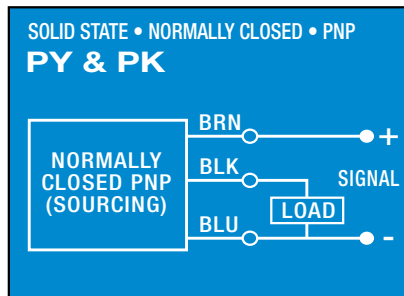 SOLID STATE • NORMALLY CLOSED • PNP
PY & PK
BRN
+
NORMALLY
CLOSED PNP
(SOURCING)
BLK
SIGNAL
LOAD
BLU
-